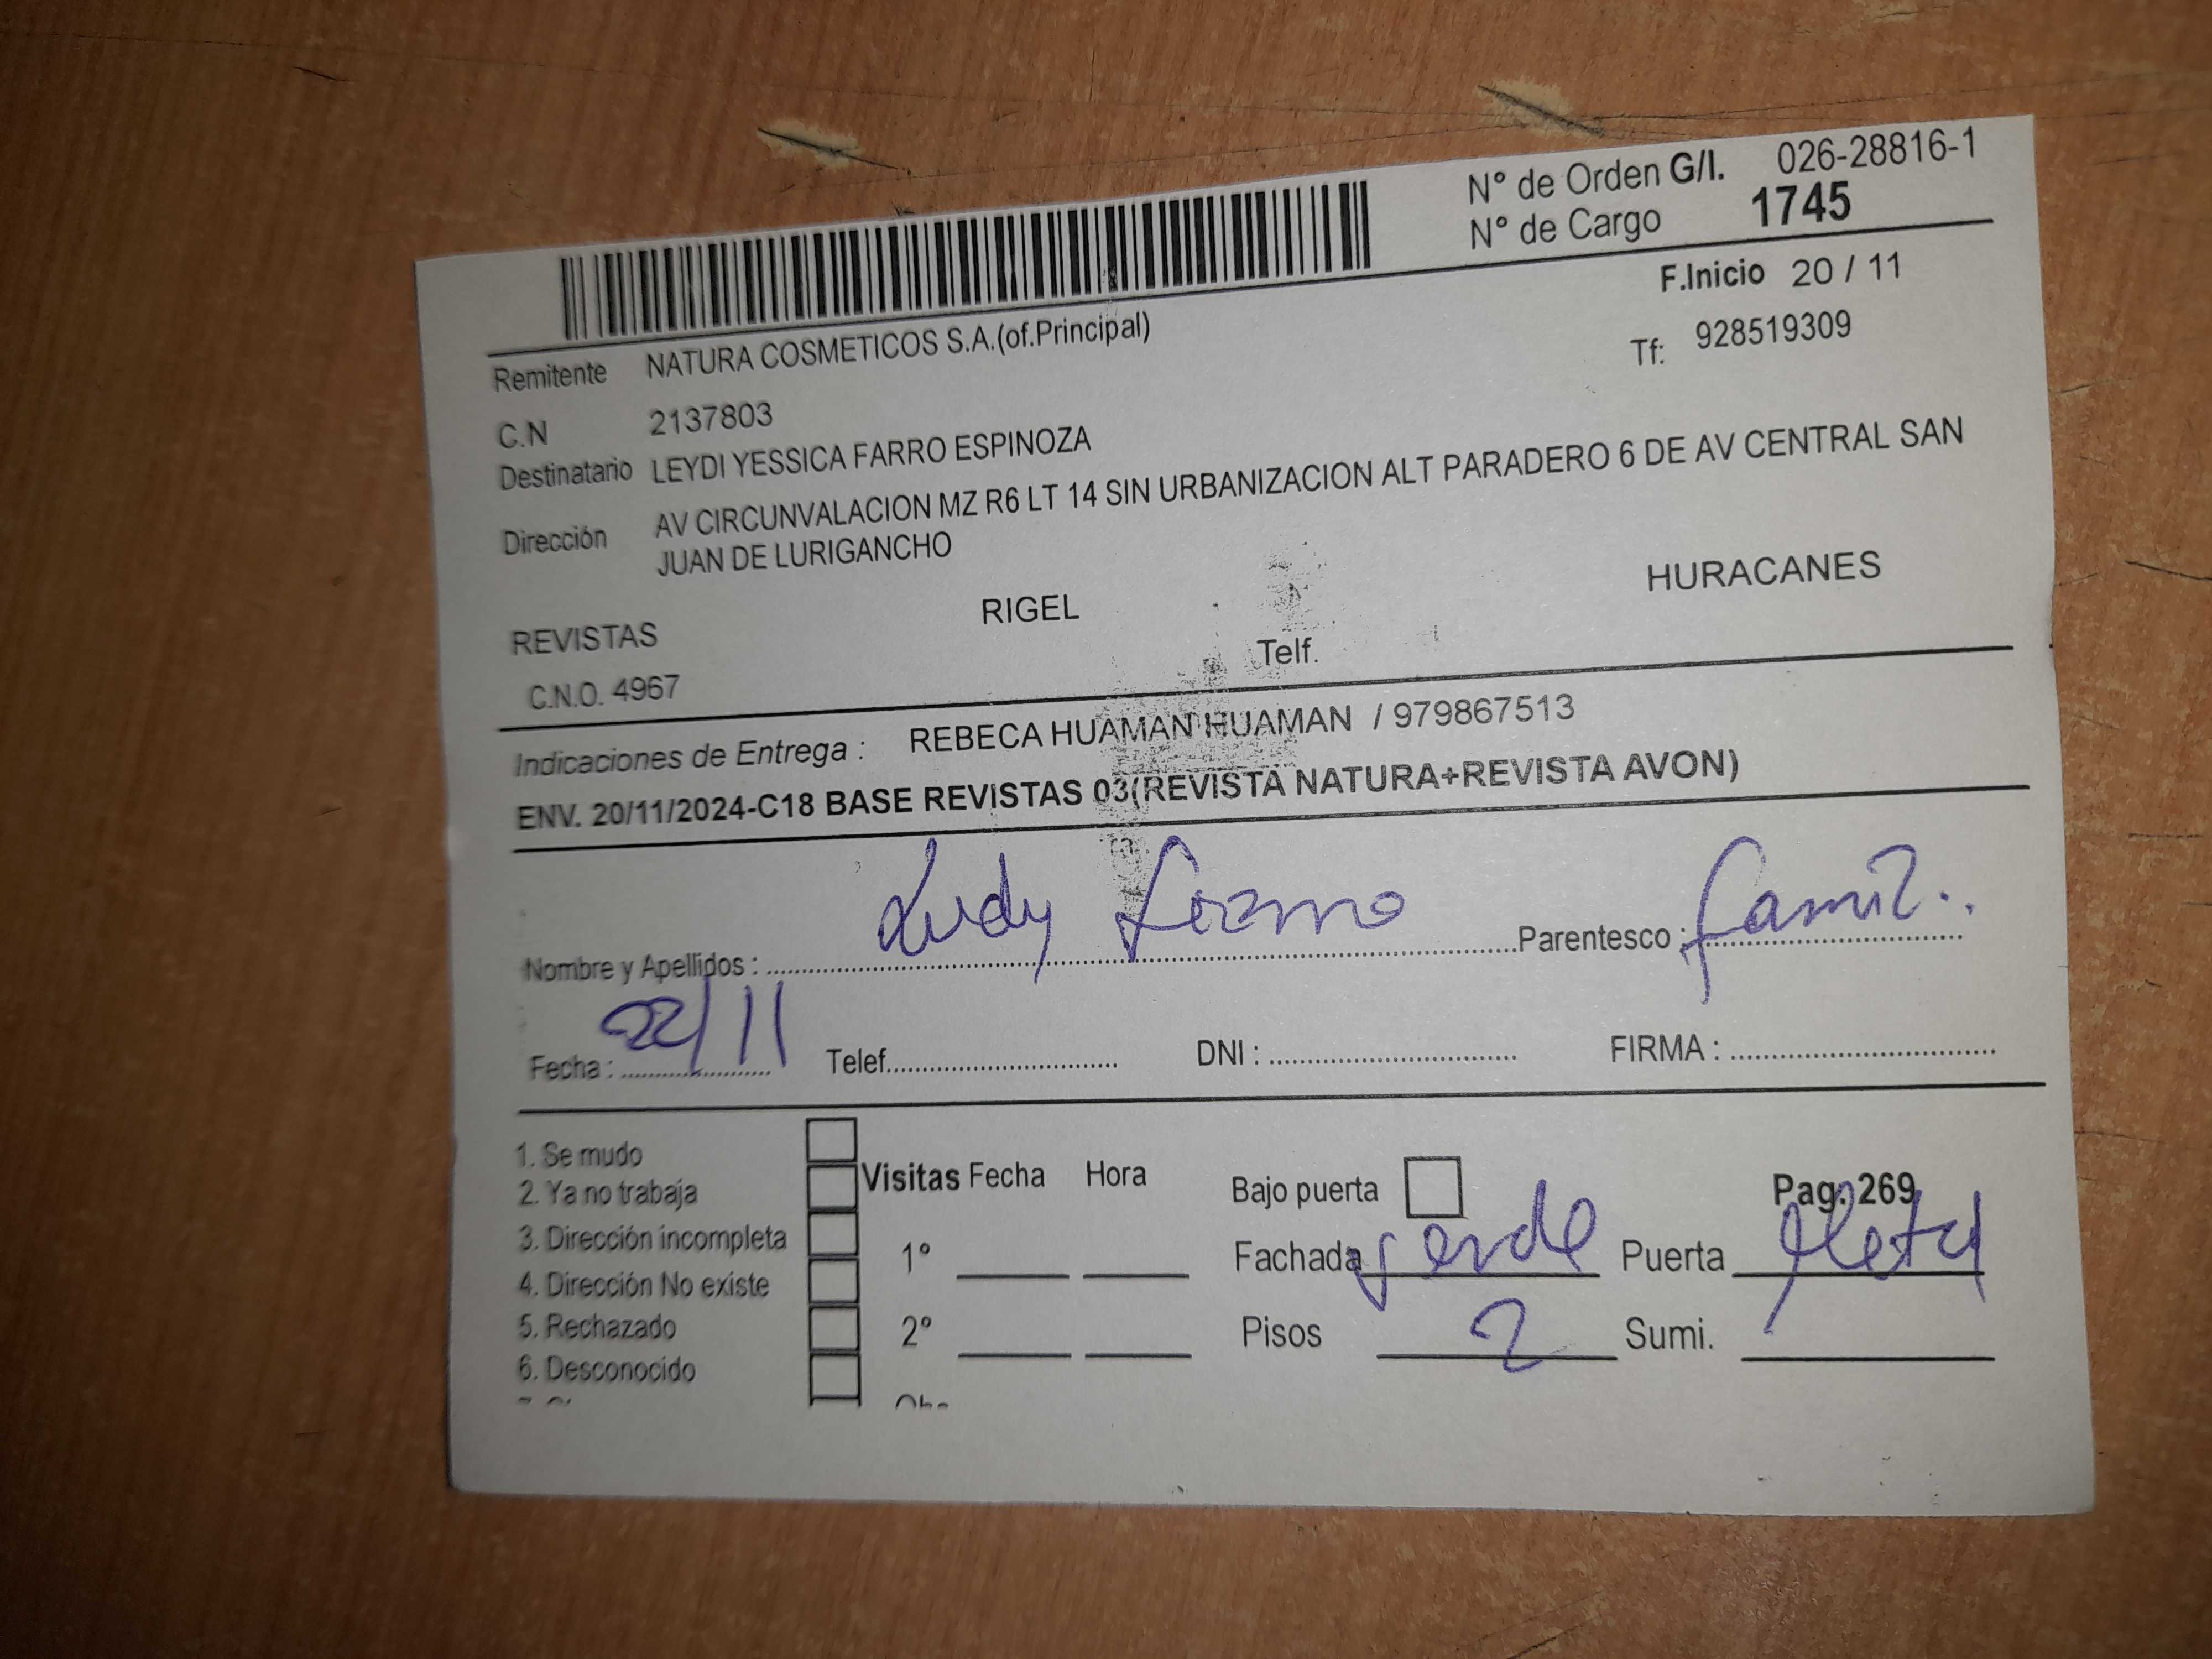 N° de Orden G/I. 026-28816-1
N° de Cargo 1745
F.Inicio 20 / 11
Remitente NATURA COSMETICOS S.A.(of.Principal)
Tf: 928519309
C.N 2137803
Destinatario LEYDI YESSICA FARRO ESPINOZA
Dirección AV CIRCUNVALACION MZ R6 LT 14 SIN URBANIZACION ALT PARADERO 6 DE AV CENTRAL SAN
JUAN DE LURIGANCHO
REVISTAS RIGEL HURACANES
C.N.O. 4967 Telf.
Indicaciones de Entrega : REBECA HUAMAN HUAMAN / 979867513
ENV. 20/11/2024-C18 BASE REVISTAS 03(REVISTA NATURA+REVISTA AVON)
Nombre y Apellidos : Parentesco : famil..
Fecha : 22/11 Telef. DNI : FIRMA :
1. Se mudo
2. Ya no trabaja
3. Dirección incompleta
4. Dirección No existe
5. Rechazado
6. Desconocido
Visitas Fecha Hora
1°
2°
Bajo puerta Pag. 269
Fachada verde Puerta Metal
Pisos 2 Sumi.